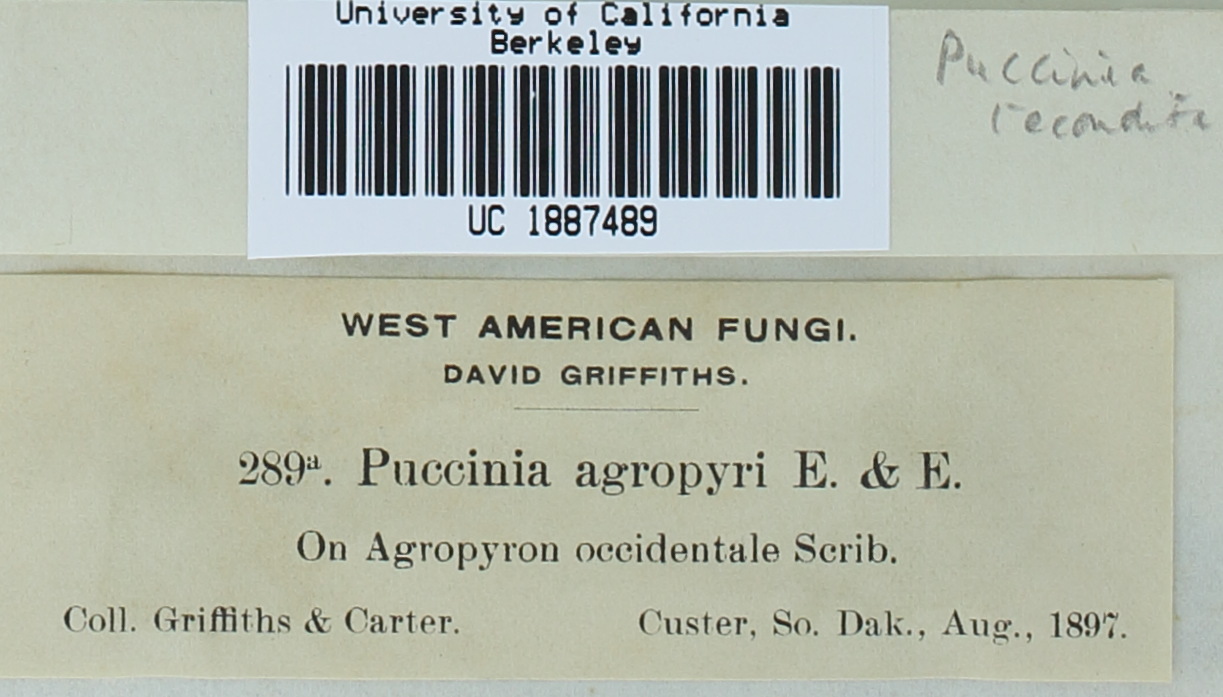 University of California
Berkeley
UC 1887489
Puccinia
recondita
WEST AMERICAN FUNGI.
DAVID GRIFFITHS.
289ª. Puccinia agropyri E. & E.
On Agropyron occidentale Scrib.
Coll. Griffiths & Carter. Custer, So. Dak., Aug., 1897.